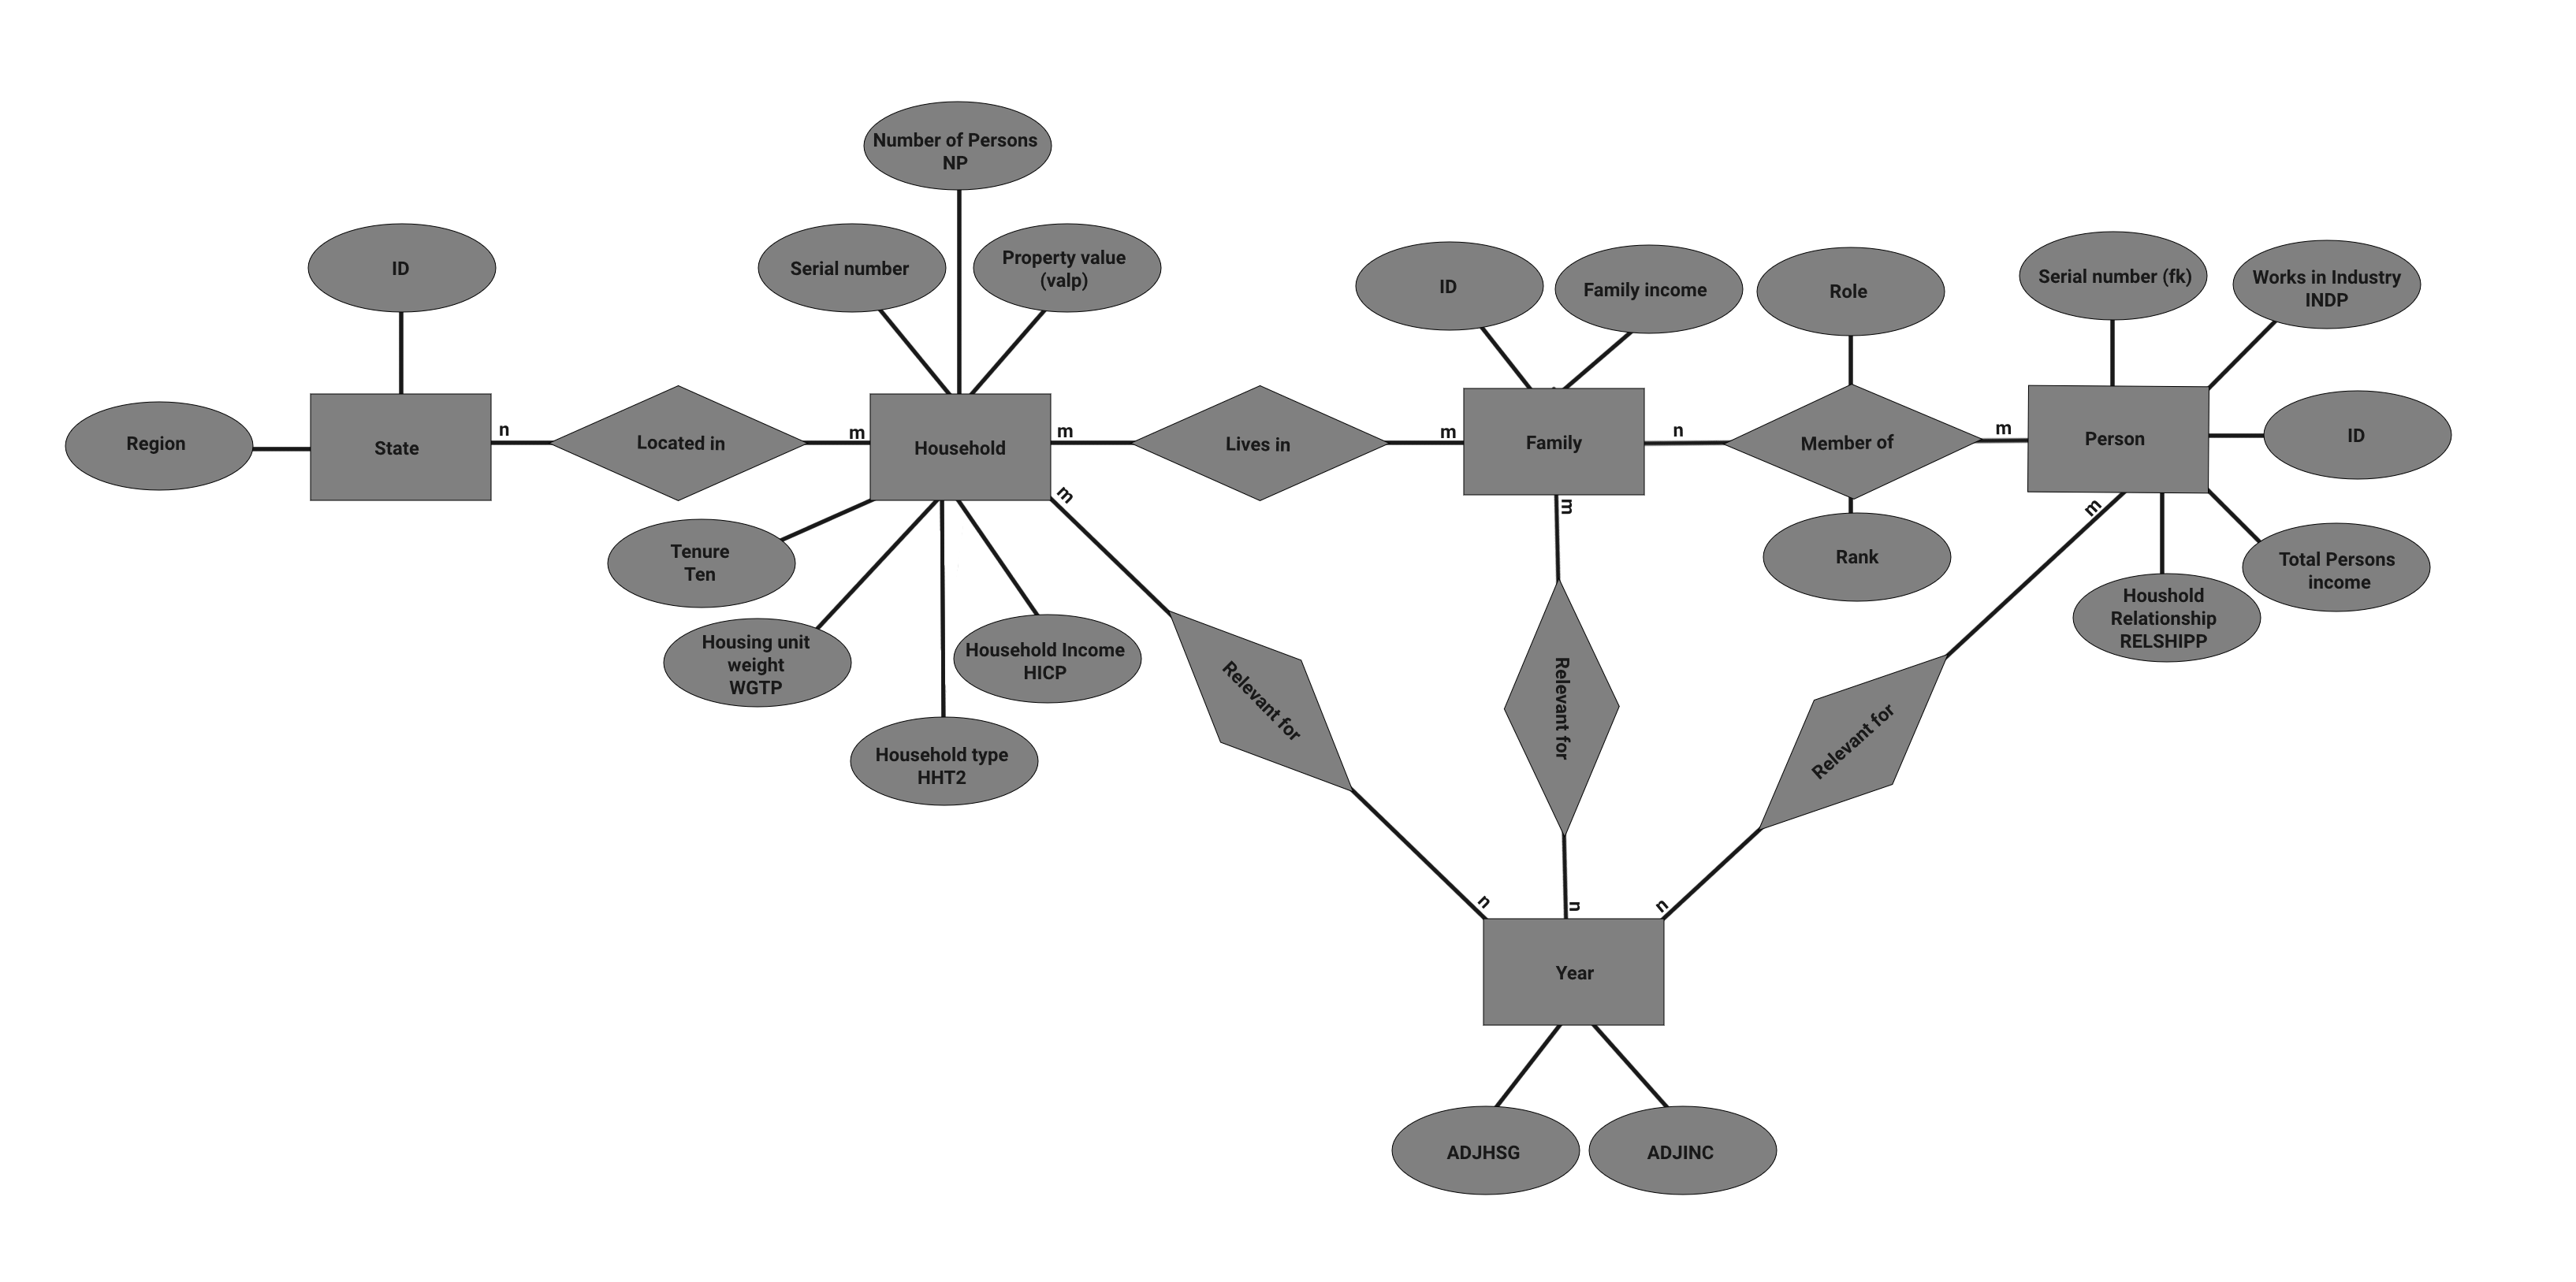 Number of Persons
NP
ID
Serial number
Property value
(valp)
ID
Family income
Role
Serial number (fk)
Works in Industry
INDP
Region
State
n
Located in
m
Household
m
Lives in
m
Family
n
Member of
m
Person
ID
m
m
m
Tenure
Ten
Rank
Total Persons
income
Houshold
Relationship
RELSHIPP
Housing unit
weight
WGTP
Household Income
HICP
Household type
HHT2
Relevant for
Relevant for
Relevant for
n
n
n
Year
ADJHSG
ADJINC